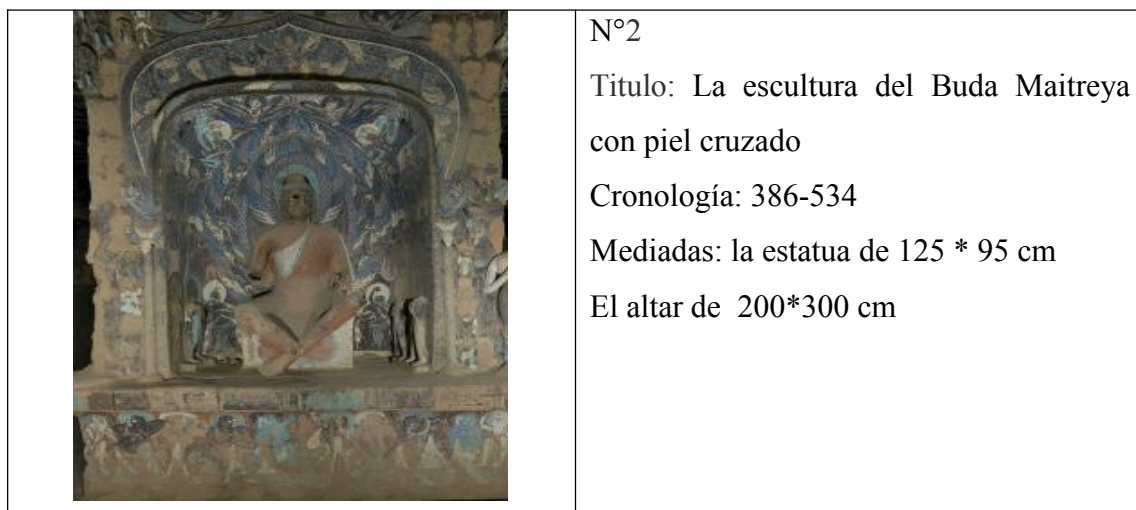 N°2
Titulo: La escultura del Buda Maitreya
con piel cruzado
Cronología: 386-534
Mediadas: la estatua de 125 * 95 cm
El altar de 200*300 cm